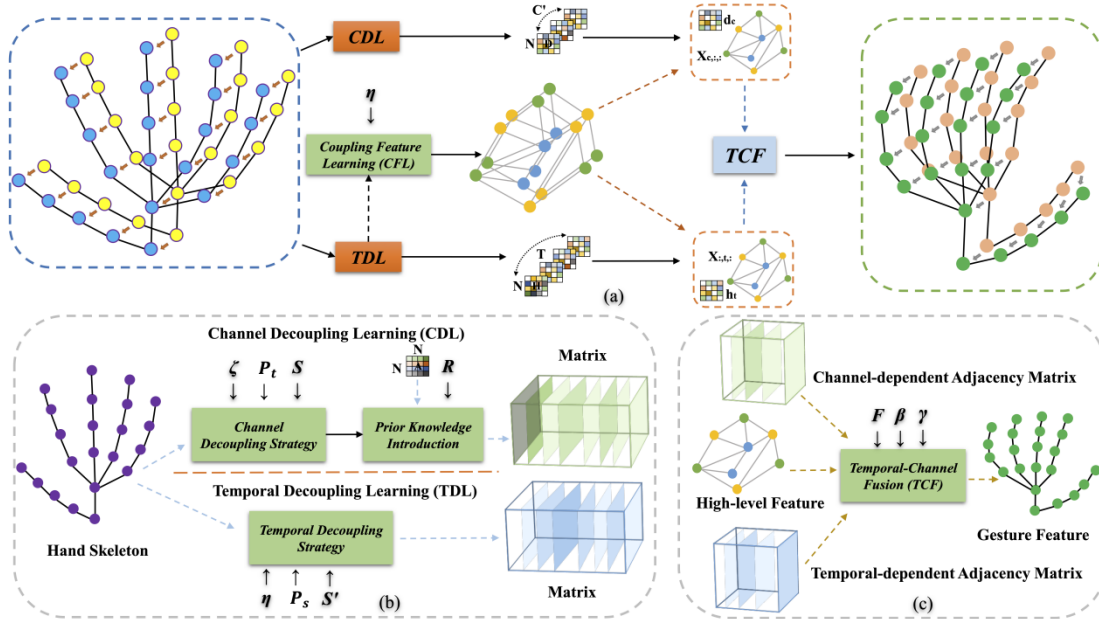 CDL
C'
N
D
dc
Xc,:,:
η
Coupling Feature
Learning (CFL)
TCF
TDL
T
N
H
X:,t,:
ht
(a)
Channel Decoupling Learning (CDL)
ζ
Pt
S
N
N
A
R
Matrix
Channel
Decoupling Strategy
Prior Knowledge
Introduction
Temporal Decoupling Learning (TDL)
Temporal Decoupling
Strategy
Hand Skeleton
η
Ps
S'
(b)
Matrix
Channel-dependent Adjacency Matrix
F
β
γ
Temporal-Channel
Fusion (TCF)
High-level Feature
Gesture Feature
Temporal-dependent Adjacency Matrix
(c)